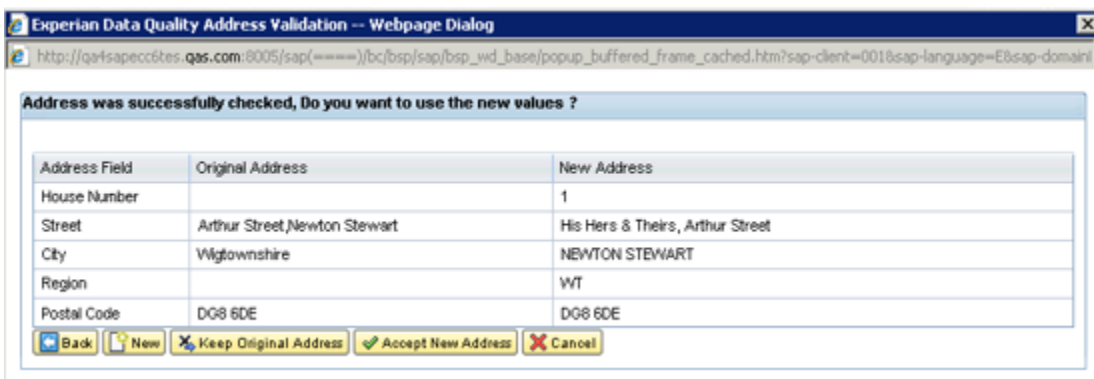 Experian Data Quality Address Validation -- Webpage Dialog
http://qa4sapecc6tes.qas.com:8005/sap(====)/bc/bsp/sap/bsp_wd_base/popup_buffered_frame_cached.htm?sap-client=001&sap-language=E&sap-domainl
Address was successfully checked, Do you want to use the new values ?
Address Field Original Address New Address
House Number 1
Street Arthur Street,Newton Stewart His Hers & Theirs, Arthur Street
City Wigtownshire NEWTON STEWART
Region WT
Postal Code DG8 6DE DG8 6DE
Back New Keep Original Address Accept New Address Cancel